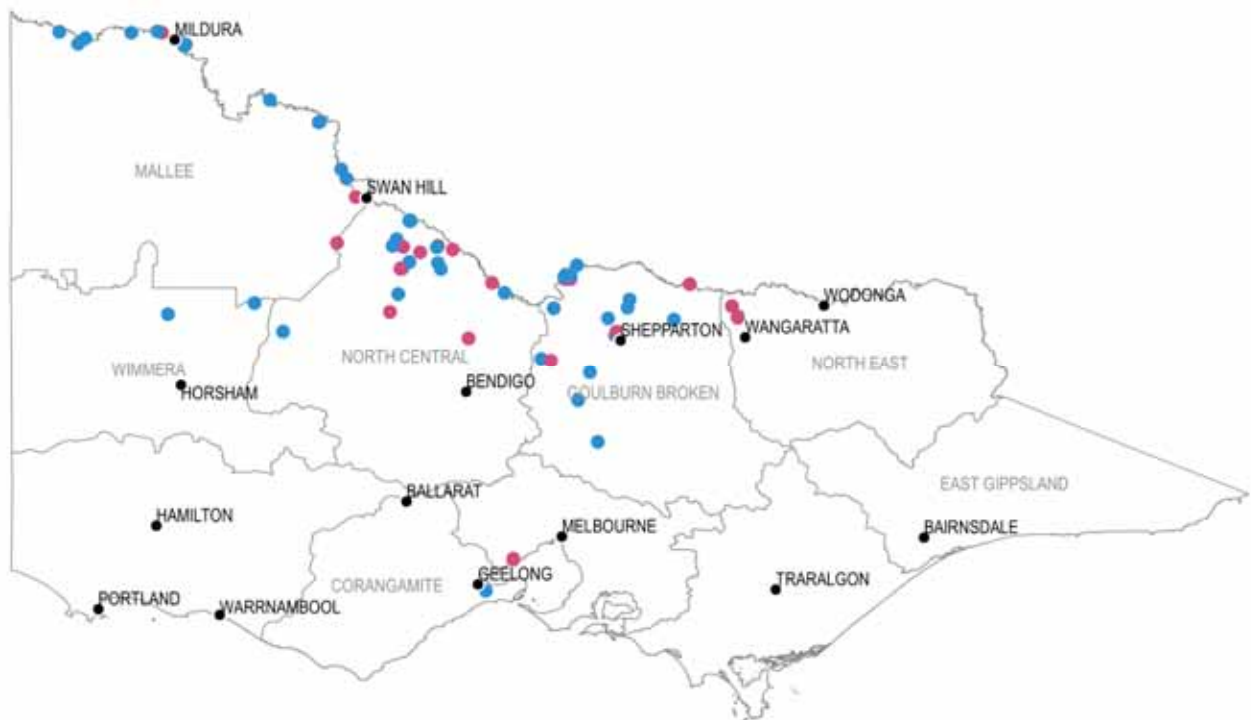 MILDURA
MALLEE
SWAN HILL
WODONGA
SHEPPARTON
WANGARATTA
NORTH CENTRAL
WIMMERA
NORTH EAST
HORSHAM
BENDIGO
GOULBURN BROKEN
EAST GIPPSLAND
BALLARAT
HAMILTON
MELBOURNE
BAIRNSDALE
GEELONG
CORANGAMITE
TRARALGON
PORTLAND
WARRNAMBOOL